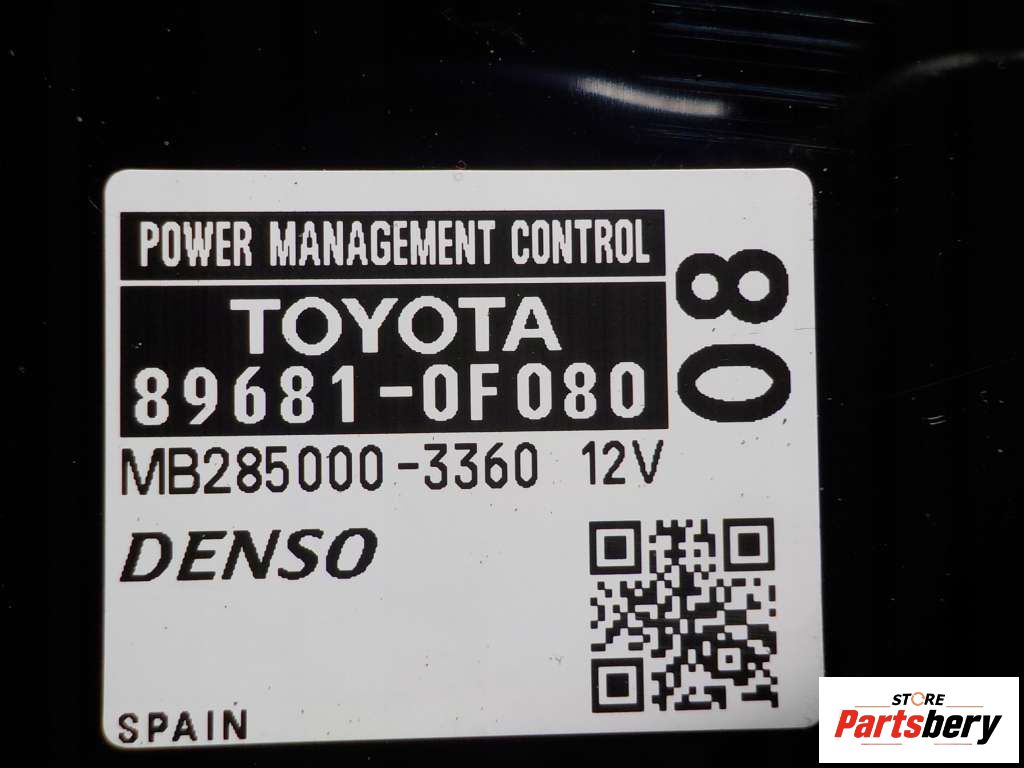 POWER MANAGEMENT CONTROL
TOYOTA
89681-0F080
08
MB285000-3360 12V
DENSO
SPAIN
STORE
Partsbery